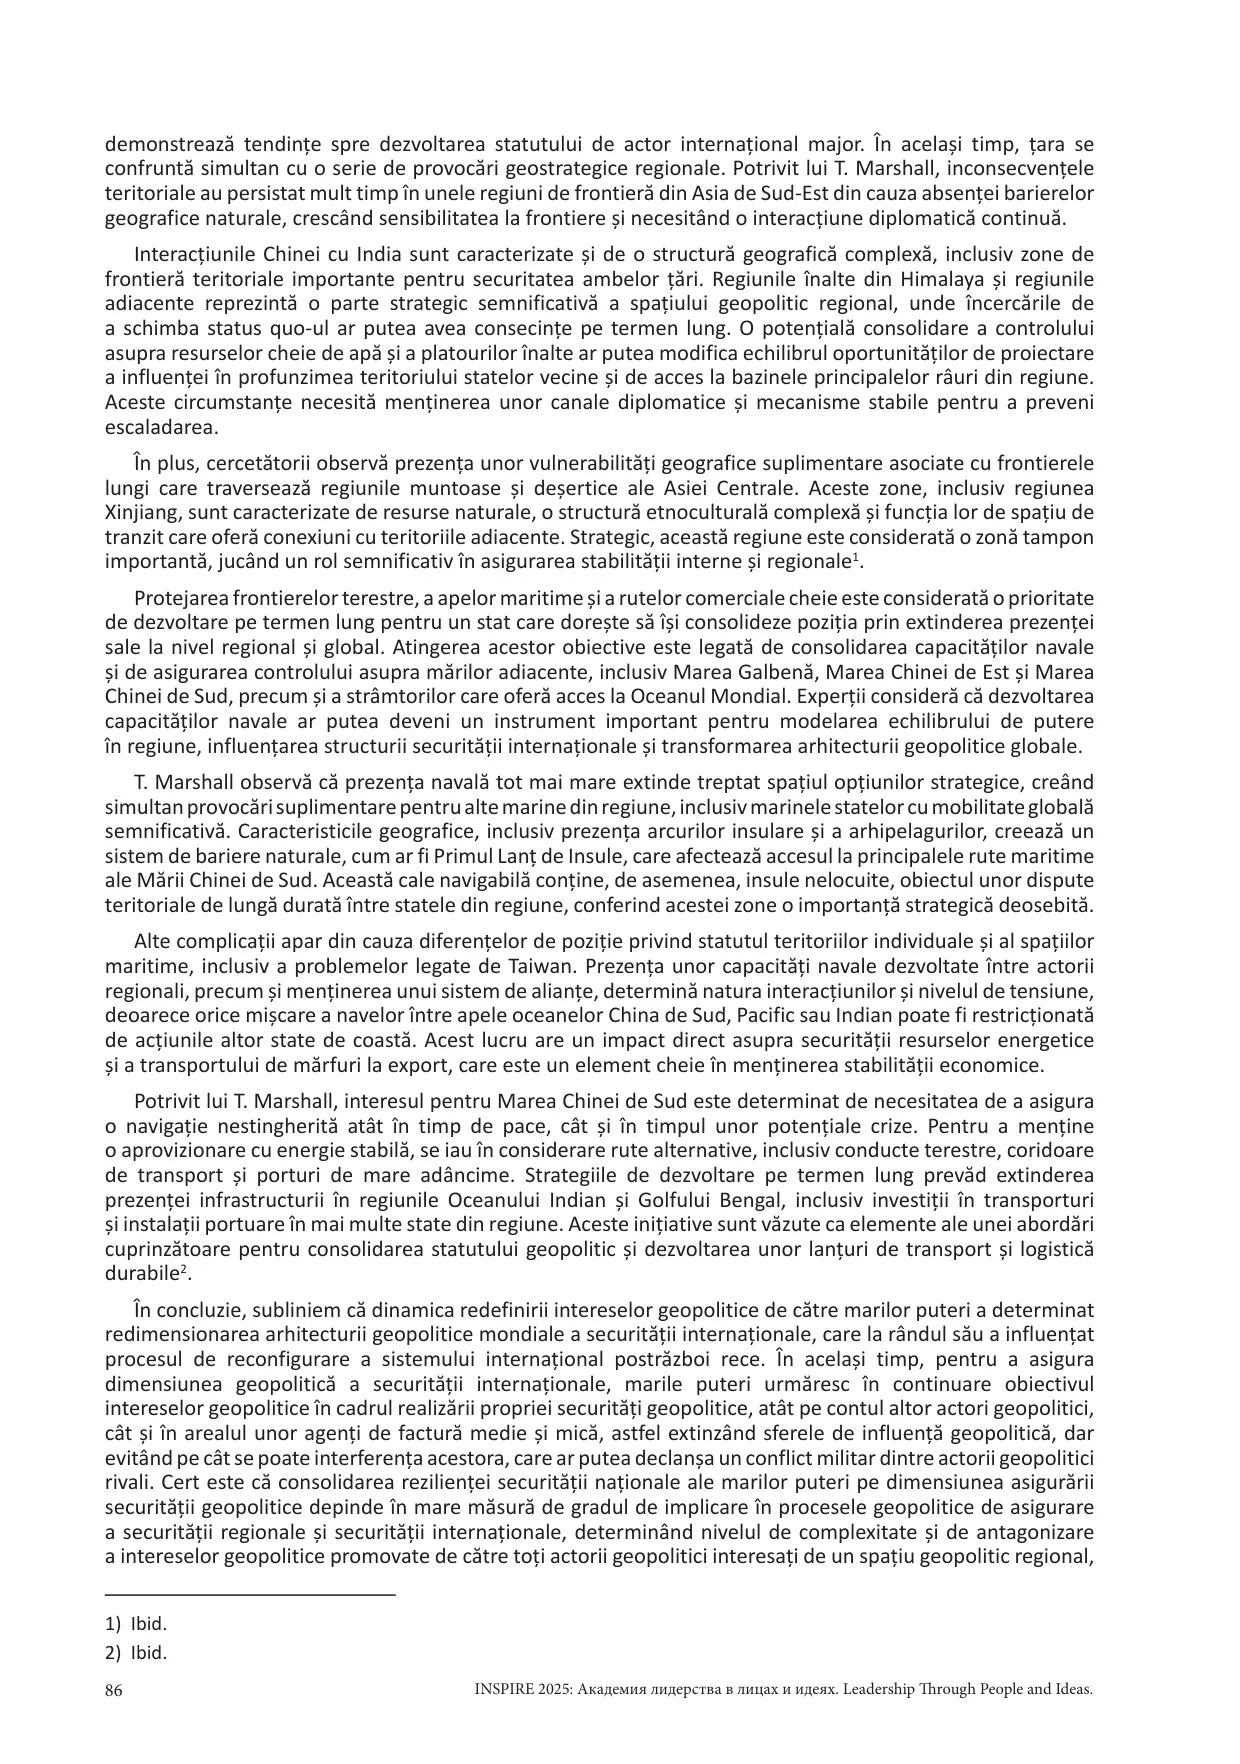 demonstrează tendințe spre dezvoltarea statutului de actor internațional major. În același timp, țara se
confruntă simultan cu o serie de provocări geostrategice regionale. Potrivit lui T. Marshall, inconsecvențele
teritoriale au persistat mult timp în unele regiuni de frontieră din Asia de Sud-Est din cauza absenței barierelor
geografice naturale, crescând sensibilitatea la frontiere și necesitând o interacțiune diplomatică continuă.
Interacțiunile Chinei cu India sunt caracterizate și de o structură geografică complexă, inclusiv zone de
frontieră teritoriale importante pentru securitatea ambelor țări. Regiunile înalte din Himalaya și regiunile
adiacente reprezintă o parte strategic semnificativă a spațiului geopolitic regional, unde încercările de
a schimba status quo-ul ar putea avea consecințe pe termen lung. O potențială consolidare a controlului
asupra resurselor cheie de apă și a platourilor înalte ar putea modifica echilibrul oportunităților de proiectare
a influenței în profunzimea teritoriului statelor vecine și de acces la bazinele principalelor râuri din regiune.
Aceste circumstanțe necesită menținerea unor canale diplomatice și mecanisme stabile pentru a preveni
escaladarea.
În plus, cercetătorii observă prezența unor vulnerabilități geografice suplimentare asociate cu frontierele
lungi care traversează regiunile muntoase și deșertice ale Asiei Centrale. Aceste zone, inclusiv regiunea
Xinjiang, sunt caracterizate de resurse naturale, o structură etnoculturală complexă și funcția lor de spațiu de
tranzit care oferă conexiuni cu teritoriile adiacente. Strategic, această regiune este considerată o zonă tampon
importantă, jucând un rol semnificativ în asigurarea stabilității interne și regionale¹.
Protejarea frontierelor terestre, a apelor maritime și a rutelor comerciale cheie este considerată o prioritate
de dezvoltare pe termen lung pentru un stat care dorește să își consolideze poziția prin extinderea prezenței
sale la nivel regional și global. Atingerea acestor obiective este legată de consolidarea capacităților navale
și de asigurarea controlului asupra mărilor adiacente, inclusiv Marea Galbenă, Marea Chinei de Est și Marea
Chinei de Sud, precum și a strâmtorilor care oferă acces la Oceanul Mondial. Experții consideră că dezvoltarea
capacităților navale ar putea deveni un instrument important pentru modelarea echilibrului de putere
în regiune, influențarea structurii securității internaționale și transformarea arhitecturii geopolitice globale.
T. Marshall observă că prezența navală tot mai mare extinde treptat spațiul opțiunilor strategice, creând
simultan provocări suplimentare pentru alte marine din regiune, inclusiv marinele statelor cu mobilitate globală
semnificativă. Caracteristicile geografice, inclusiv prezența arcurilor insulare și a arhipelagurilor, creează un
sistem de bariere naturale, cum ar fi Primul Lanț de Insule, care afectează accesul la principalele rute maritime
ale Mării Chinei de Sud. Această cale navigabilă conține, de asemenea, insule nelocuite, obiectul unor dispute
teritoriale de lungă durată între statele din regiune, conferind acestei zone o importanță strategică deosebită.
Alte complicații apar din cauza diferențelor de poziție privind statutul teritoriilor individuale și al spațiilor
maritime, inclusiv a problemelor legate de Taiwan. Prezența unor capacități navale dezvoltate între actorii
regionali, precum și menținerea unui sistem de alianțe, determină natura interacțiunilor și nivelul de tensiune,
deoarece orice mișcare a navelor între apele oceanelor China de Sud, Pacific sau Indian poate fi restricționată
de acțiunile altor state de coastă. Acest lucru are un impact direct asupra securității resurselor energetice
și a transportului de mărfuri la export, care este un element cheie în menținerea stabilității economice.
Potrivit lui T. Marshall, interesul pentru Marea Chinei de Sud este determinat de necesitatea de a asigura
o navigație nestingherită atât în timp de pace, cât și în timpul unor potențiale crize. Pentru a menține
o aprovizionare cu energie stabilă, se iau în considerare rute alternative, inclusiv conducte terestre, coridoare
de transport și porturi de mare adâncime. Strategiile de dezvoltare pe termen lung prevăd extinderea
prezenței infrastructurii în regiunile Oceanului Indian și Golfului Bengal, inclusiv investiții în transporturi
și instalații portuare în mai multe state din regiune. Aceste inițiative sunt văzute ca elemente ale unei abordări
cuprinzătoare pentru consolidarea statutului geopolitic și dezvoltarea unor lanțuri de transport și logistică
durabile².
În concluzie, subliniem că dinamica redefinirii intereselor geopolitice de către marilor puteri a determinat
redimensionarea arhitecturii geopolitice mondiale a securității internaționale, care la rândul său a influențat
procesul de reconfigurare a sistemului internațional postrăzboi rece. În același timp, pentru a asigura
dimensiunea geopolitică a securității internaționale, marile puteri urmăresc în continuare obiectivul
intereselor geopolitice în cadrul realizării propriei securități geopolitice, atât pe contul altor actori geopolitici,
cât și în arealul unor agenți de factură medie și mică, astfel extinzând sferele de influență geopolitică, dar
evitând pe cât se poate interferența acestora, care ar putea declanșa un conflict militar dintre actorii geopolitici
rivali. Cert este că consolidarea rezilienței securității naționale ale marilor puteri pe dimensiunea asigurării
securității geopolitice depinde în mare măsură de gradul de implicare în procesele geopolitice de asigurare
a securității regionale și securității internaționale, determinând nivelul de complexitate și de antagonizare
a intereselor geopolitice promovate de către toți actorii geopolitici interesați de un spațiu geopolitic regional,
1) Ibid.
2) Ibid.
86 INSPIRE 2025: Академия лидерства в лицах и идеях. Leadership Through People and Ideas.